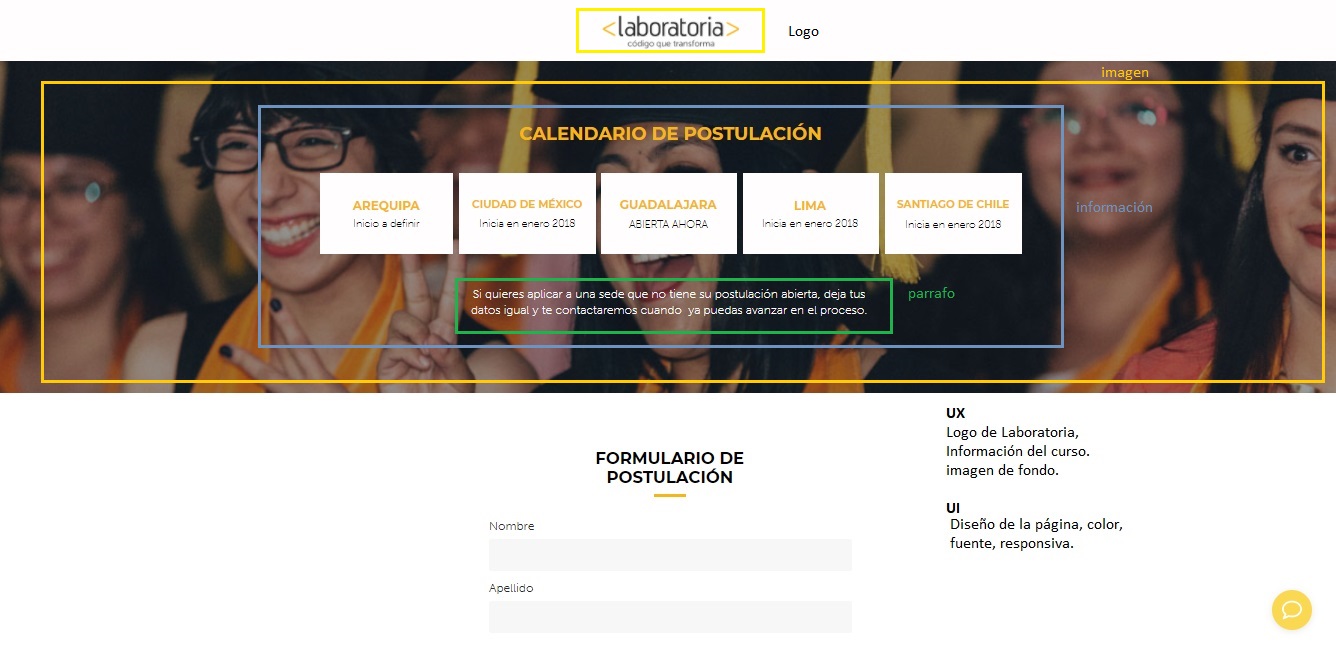 <laboratoria>
código que transforma
Logo
imagen
CALENDARIO DE POSTULACIÓN
AREQUIPA
Inicio a definir
CIUDAD DE MÉXICO
Inicia en enero 2018
GUADALAJARA
ABIERTA AHORA
LIMA
Inicia en enero 2018
SANTIAGO DE CHILE
Inicia en enero 2018
información
Si quieres aplicar a una sede que no tiene su postulación abierta, deja tus
datos igual y te contactaremos cuando ya puedas avanzar en el proceso.
parrafo
FORMULARIO DE
POSTULACIÓN
Nombre
Apellido
UX
Logo de Laboratoria,
Información del curso.
imagen de fondo.
UI
Diseño de la página, color,
fuente, responsiva.